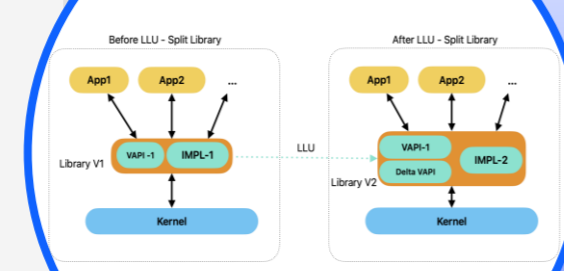 Before LLU - Split Library
App1
App2
...
VAPI -1
IMPL-1
Library V1
Kernel
LLU
After LLU - Split Library
App1
App2
...
VAPI-1
Delta VAPI
IMPL-2
Library V2
Kernel